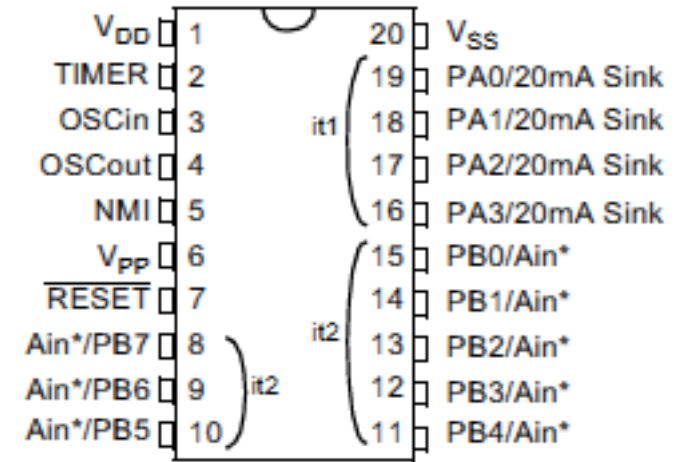 VDD 1 20 VSS
TIMER 2 19 PA0/20mA Sink
OSCin 3 it1 18 PA1/20mA Sink
OSCout 4 17 PA2/20mA Sink
NMI 5 16 PA3/20mA Sink
VPP 6 15 PB0/Ain*
RESET 7 14 PB1/Ain*
Ain*/PB7 8 it2 13 PB2/Ain*
Ain*/PB6 9 it2 12 PB3/Ain*
Ain*/PB5 10 11 PB4/Ain*